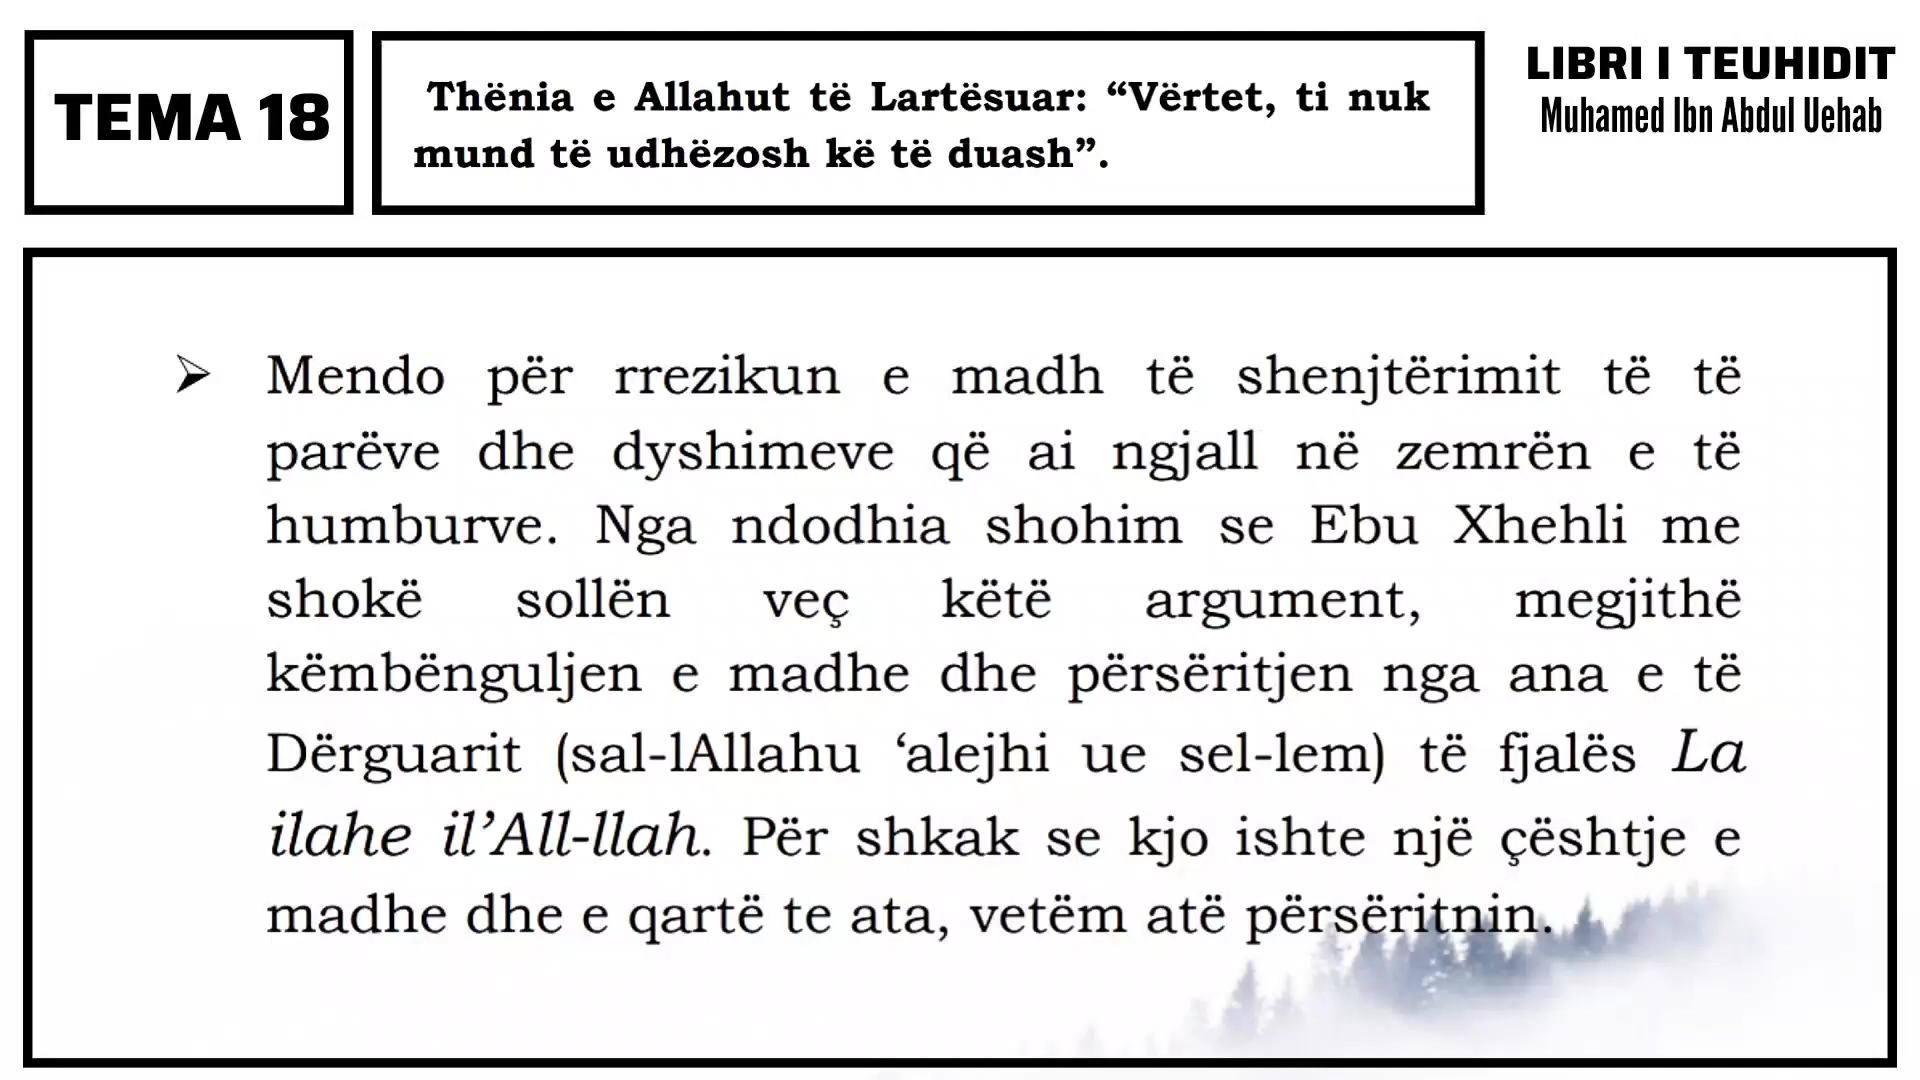 TEMA 18
Thënia e Allahut të Lartësuar: “Vërtet, ti nuk
mund të udhëzosh kë të duash”.
LIBRI I TEUHIDIT
Muhamed Ibn Abdul Uehab
➢ Mendo për rrezikun e madh të shenjtërimit të të
parëve dhe dyshimeve që ai ngjall në zemrën e të
humburve. Nga ndodhia shohim se Ebu Xhehli me
shokë sollën veç këtë argument, megjithë
këmbënguljen e madhe dhe përsëritjen nga ana e të
Dërguarit (sal-lAllahu ‘alejhi ue sel-lem) të fjalës La
ilahe il’All-llah. Për shkak se kjo ishte një çështje e
madhe dhe e qartë te ata, vetëm atë përsëritnin.